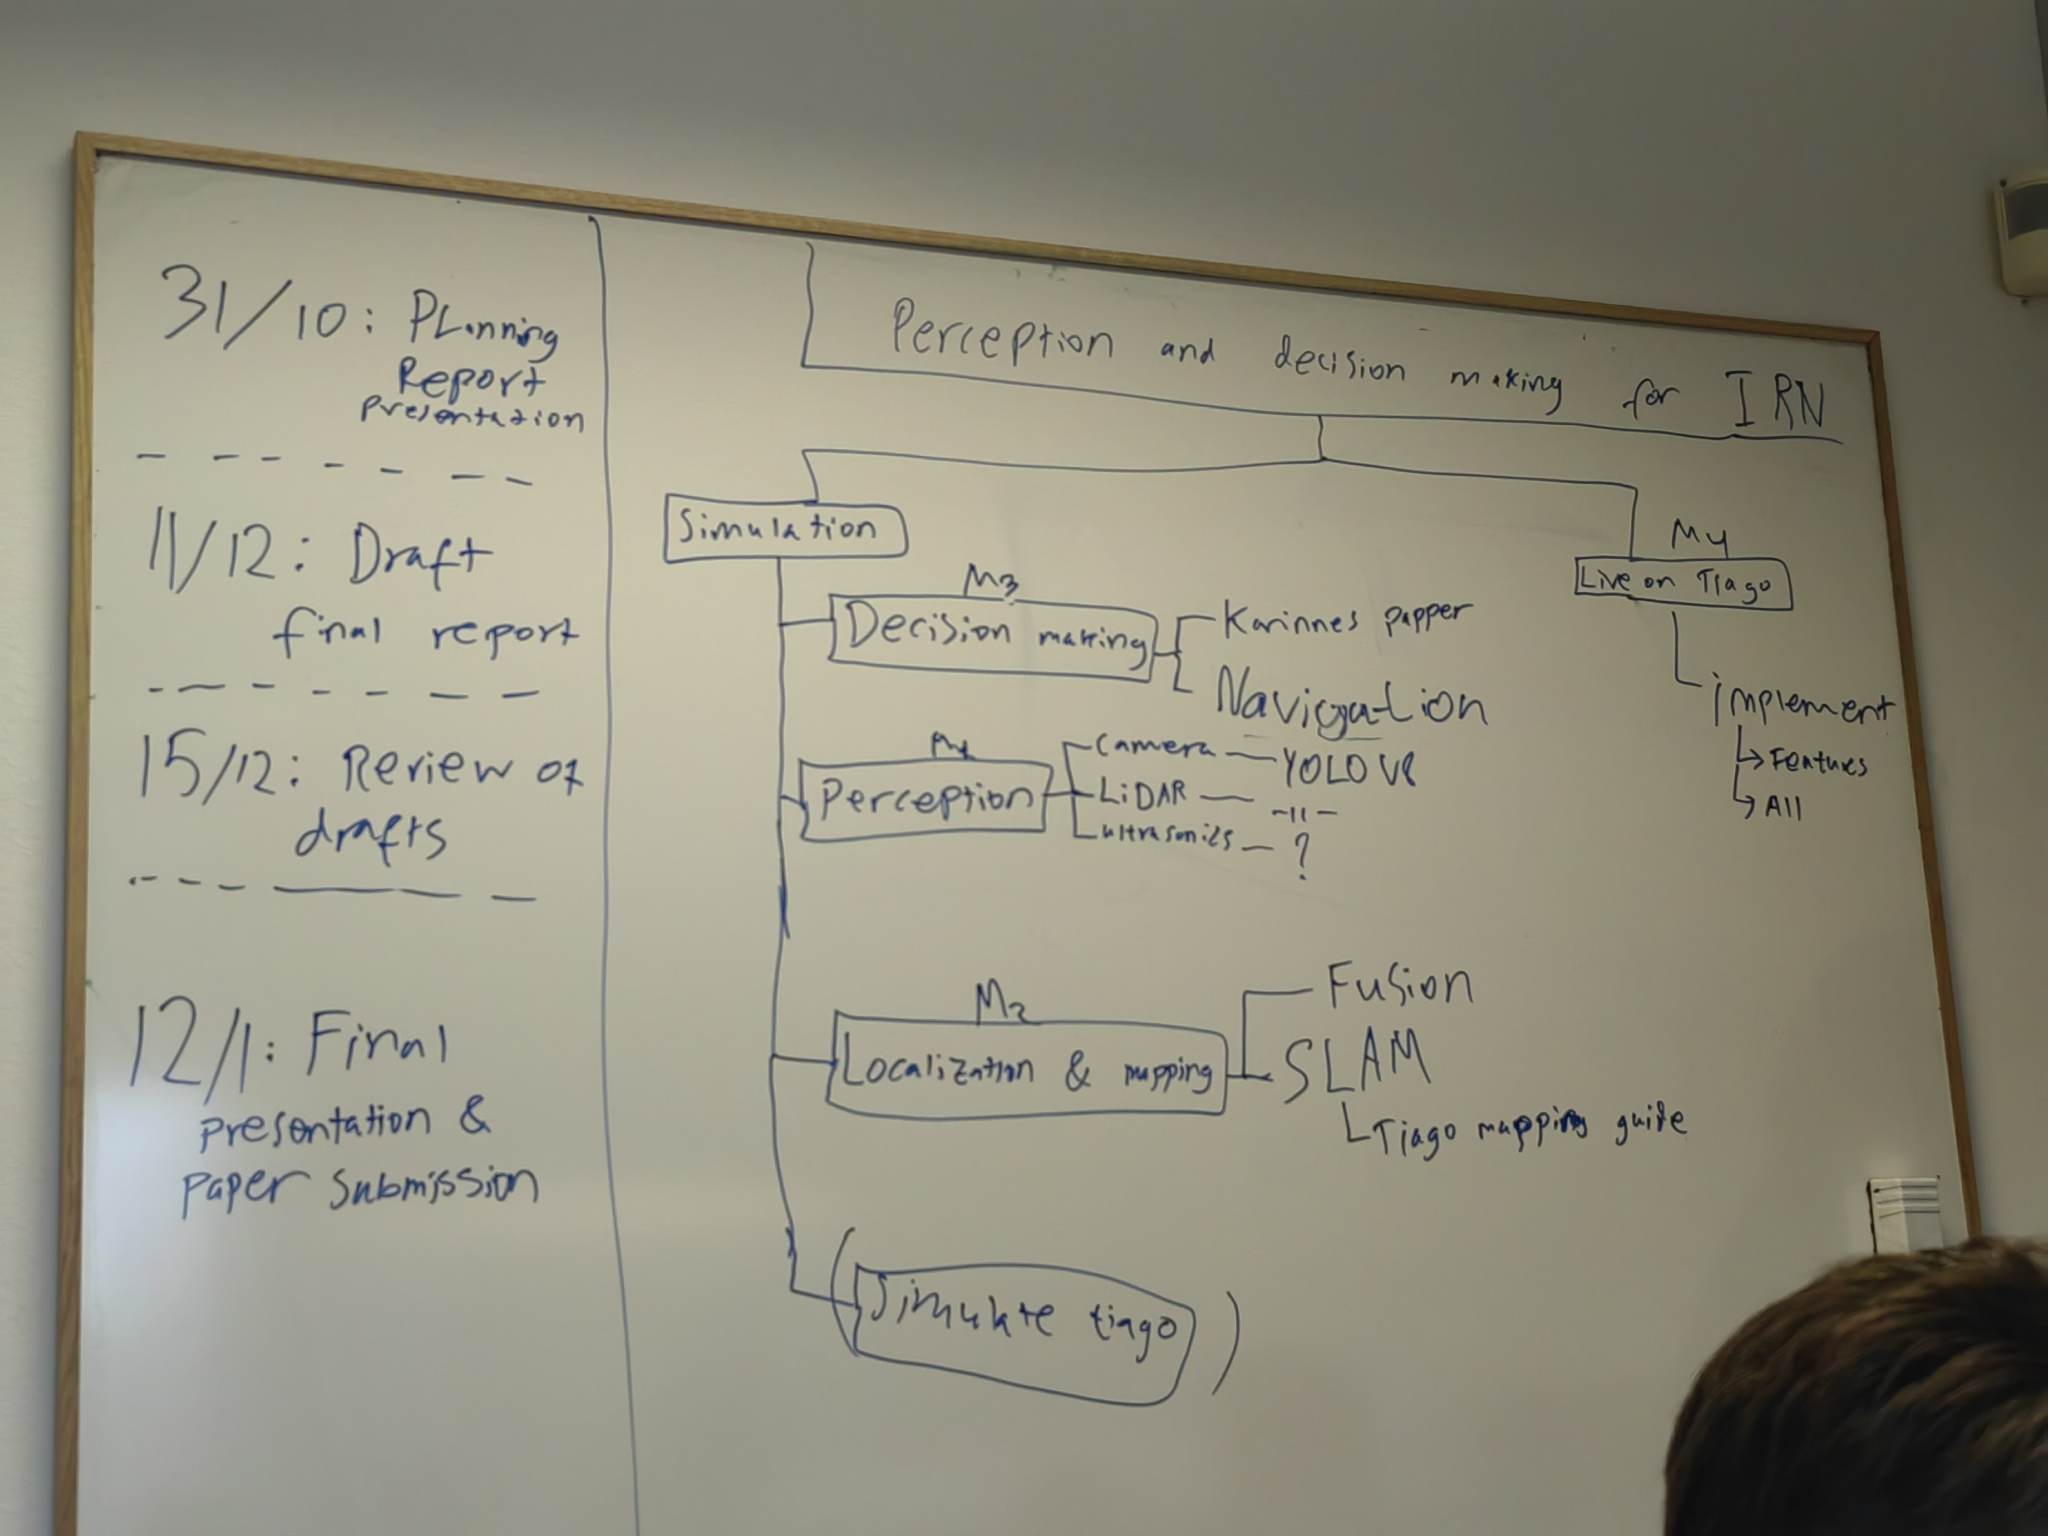 31/10: Planning
Report
presentation
11/12: Draft
final report
15/12: Review of
drafts
12/1: Final
presentation &
paper submission
Perception and decision making for IRN
Simulation
M3
Decision making
Karinnes papper
Navigation
M1
Perception
Camera — YOLO V8
LiDAR — -11-
ultrasonics — ?
M2
Localization & mapping
Fusion
SLAM
Tiago mapping guide
(Simulate tiago)
M4
Live on Tiago
implement
Features
All